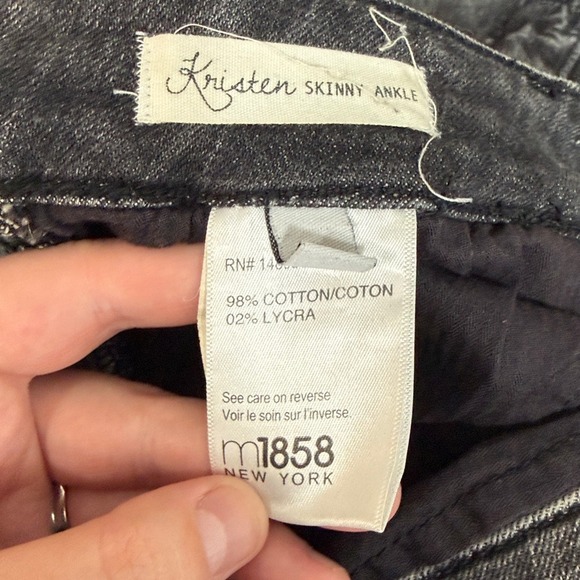 Kristen SKINNY ANKLE
RN#
98% COTTON/COTON
02% LYCRA
See care on reverse
Voir le soin sur l'inverse.
m1858
NEW YORK